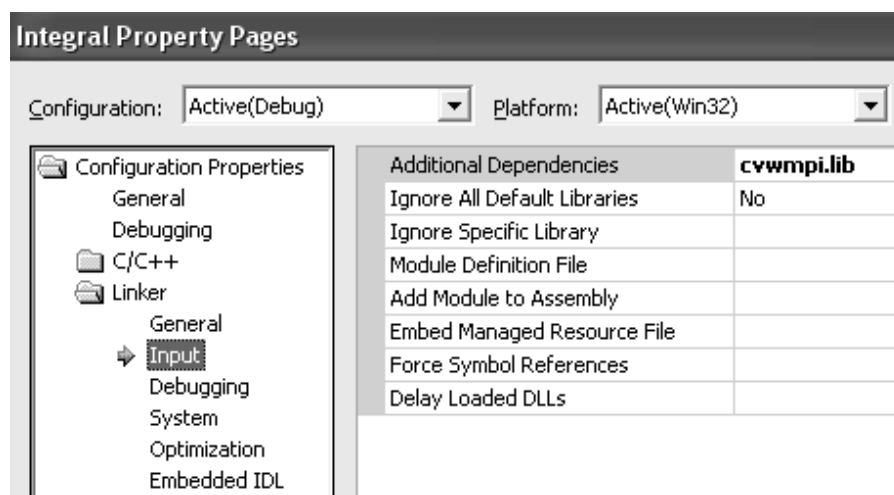 Integral Property Pages
Configuration: Active(Debug) Platform: Active(Win32)
Configuration Properties
General
Debugging
C/C++
Linker
General
Input
Debugging
System
Optimization
Embedded IDL
Additional Dependencies cvwmpi.lib
Ignore All Default Libraries No
Ignore Specific Library
Module Definition File
Add Module to Assembly
Embed Managed Resource File
Force Symbol References
Delay Loaded DLLs